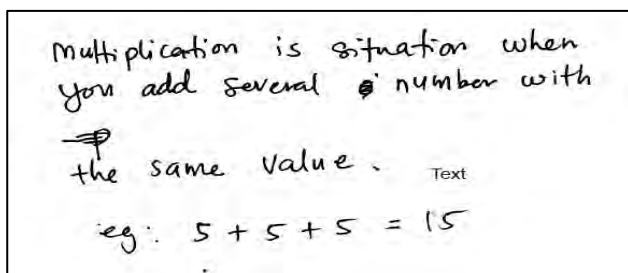 multiplication is situation when
you add several number with
the same value.
Text
eg: 5 + 5 + 5 = 15